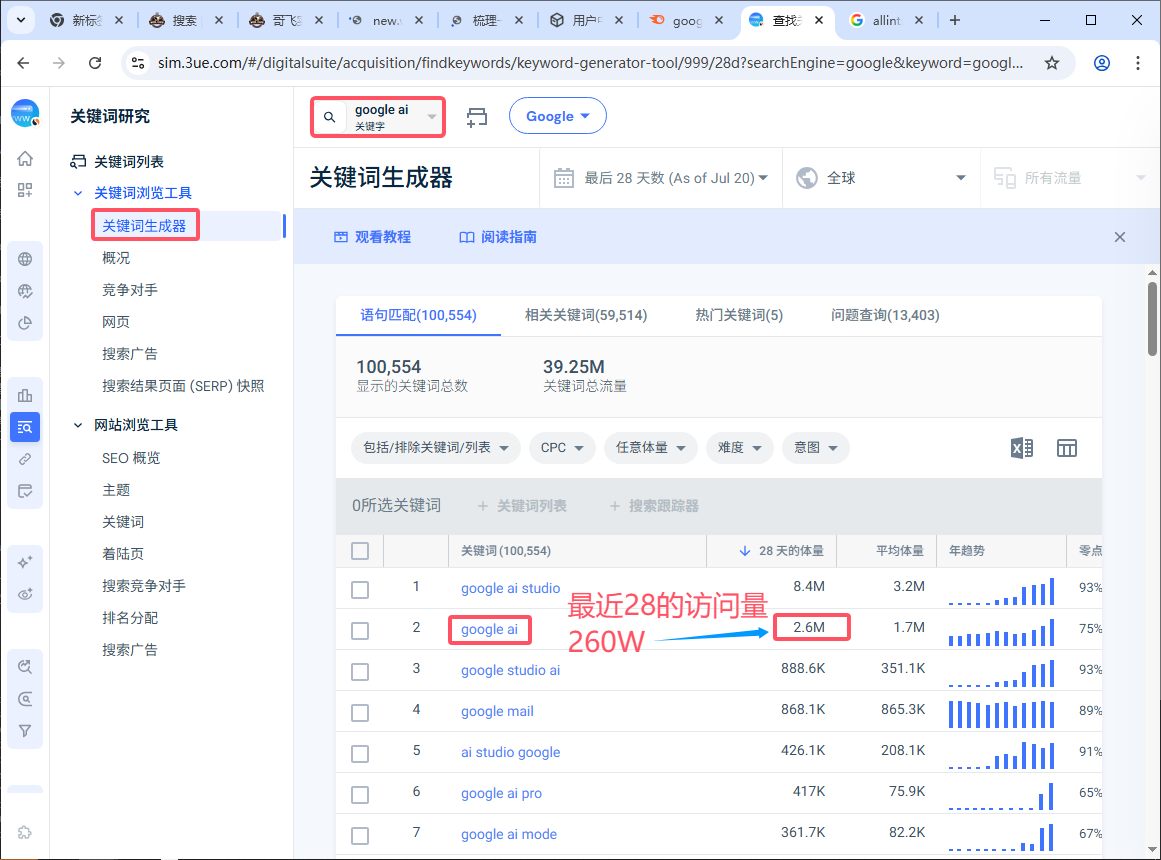 新标签
搜索
哥飞
new.
梳理-
用户中
goog
查找关
allint
sim.3ue.com/#/digitalsuite/acquisition/findkeywords/keyword-generator-tool/999/28d?searchEngine=google&keyword=googl...
关键词研究
关键词列表
关键词浏览工具
关键词生成器
概况
竞争对手
网页
搜索广告
搜索结果页面 (SERP) 快照
网站浏览工具
SEO 概览
主题
关键词
着陆页
搜索竞争对手
排名分配
搜索广告
google ai
关键字
Google
关键词生成器
最后 28 天数 (As of Jul 20)
全球
所有流量
观看教程 阅读指南
语句匹配(100,554) 相关关键词(59,514) 热门关键词(5) 问题查询(13,403)
100,554 39.25M
显示的关键词总数 关键词总流量
包括/排除关键词/列表 CPC 任意体量 难度 意图
0所选关键词 + 关键词列表 + 搜索跟踪器
关键词 (100,554) 28 天的体量 平均体量 年趋势 零点
1 google ai studio 8.4M 3.2M 93%
2 google ai 2.6M 1.7M 75%
最近28的访问量
260W
3 google studio ai 888.6K 351.1K 93%
4 google mail 868.1K 865.3K 89%
5 ai studio google 426.1K 208.1K 91%
6 google ai pro 417K 75.9K 65%
7 google ai mode 361.7K 82.2K 67%